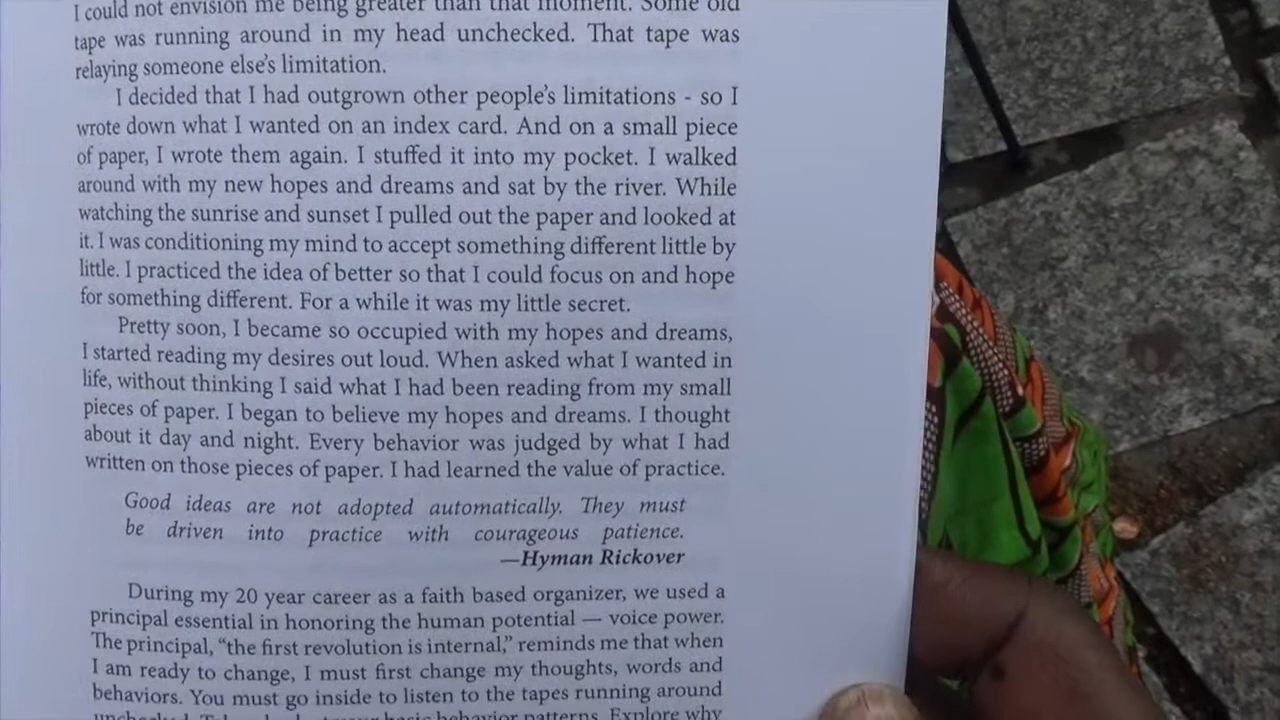 I could not envision me being greater than that moment. Some old
tape was running around in my head unchecked. That tape was
relaying someone else's limitation.
I decided that I had outgrown other people's limitations - so I
wrote down what I wanted on an index card. And on a small piece
of paper, I wrote them again. I stuffed it into my pocket. I walked
around with my new hopes and dreams and sat by the river. While
watching the sunrise and sunset I pulled out the paper and looked at
it. I was conditioning my mind to accept something different little by
little. I practiced the idea of better so that I could focus on and hope
for something different. For a while it was my little secret.
Pretty soon, I became so occupied with my hopes and dreams,
I started reading my desires out loud. When asked what I wanted in
life, without thinking I said what I had been reading from my small
pieces of paper. I began to believe my hopes and dreams. I thought
about it day and night. Every behavior was judged by what I had
written on those pieces of paper. I had learned the value of practice.
Good ideas are not adopted automatically. They must
be driven into practice with courageous patience.
—Hyman Rickover
During my 20 year career as a faith based organizer, we used a
principal essential in honoring the human potential — voice power.
The principal, “the first revolution is internal,” reminds me that when
I am ready to change, I must first change my thoughts, words and
behaviors. You must go inside to listen to the tapes running around
behavior patterns. Explore why